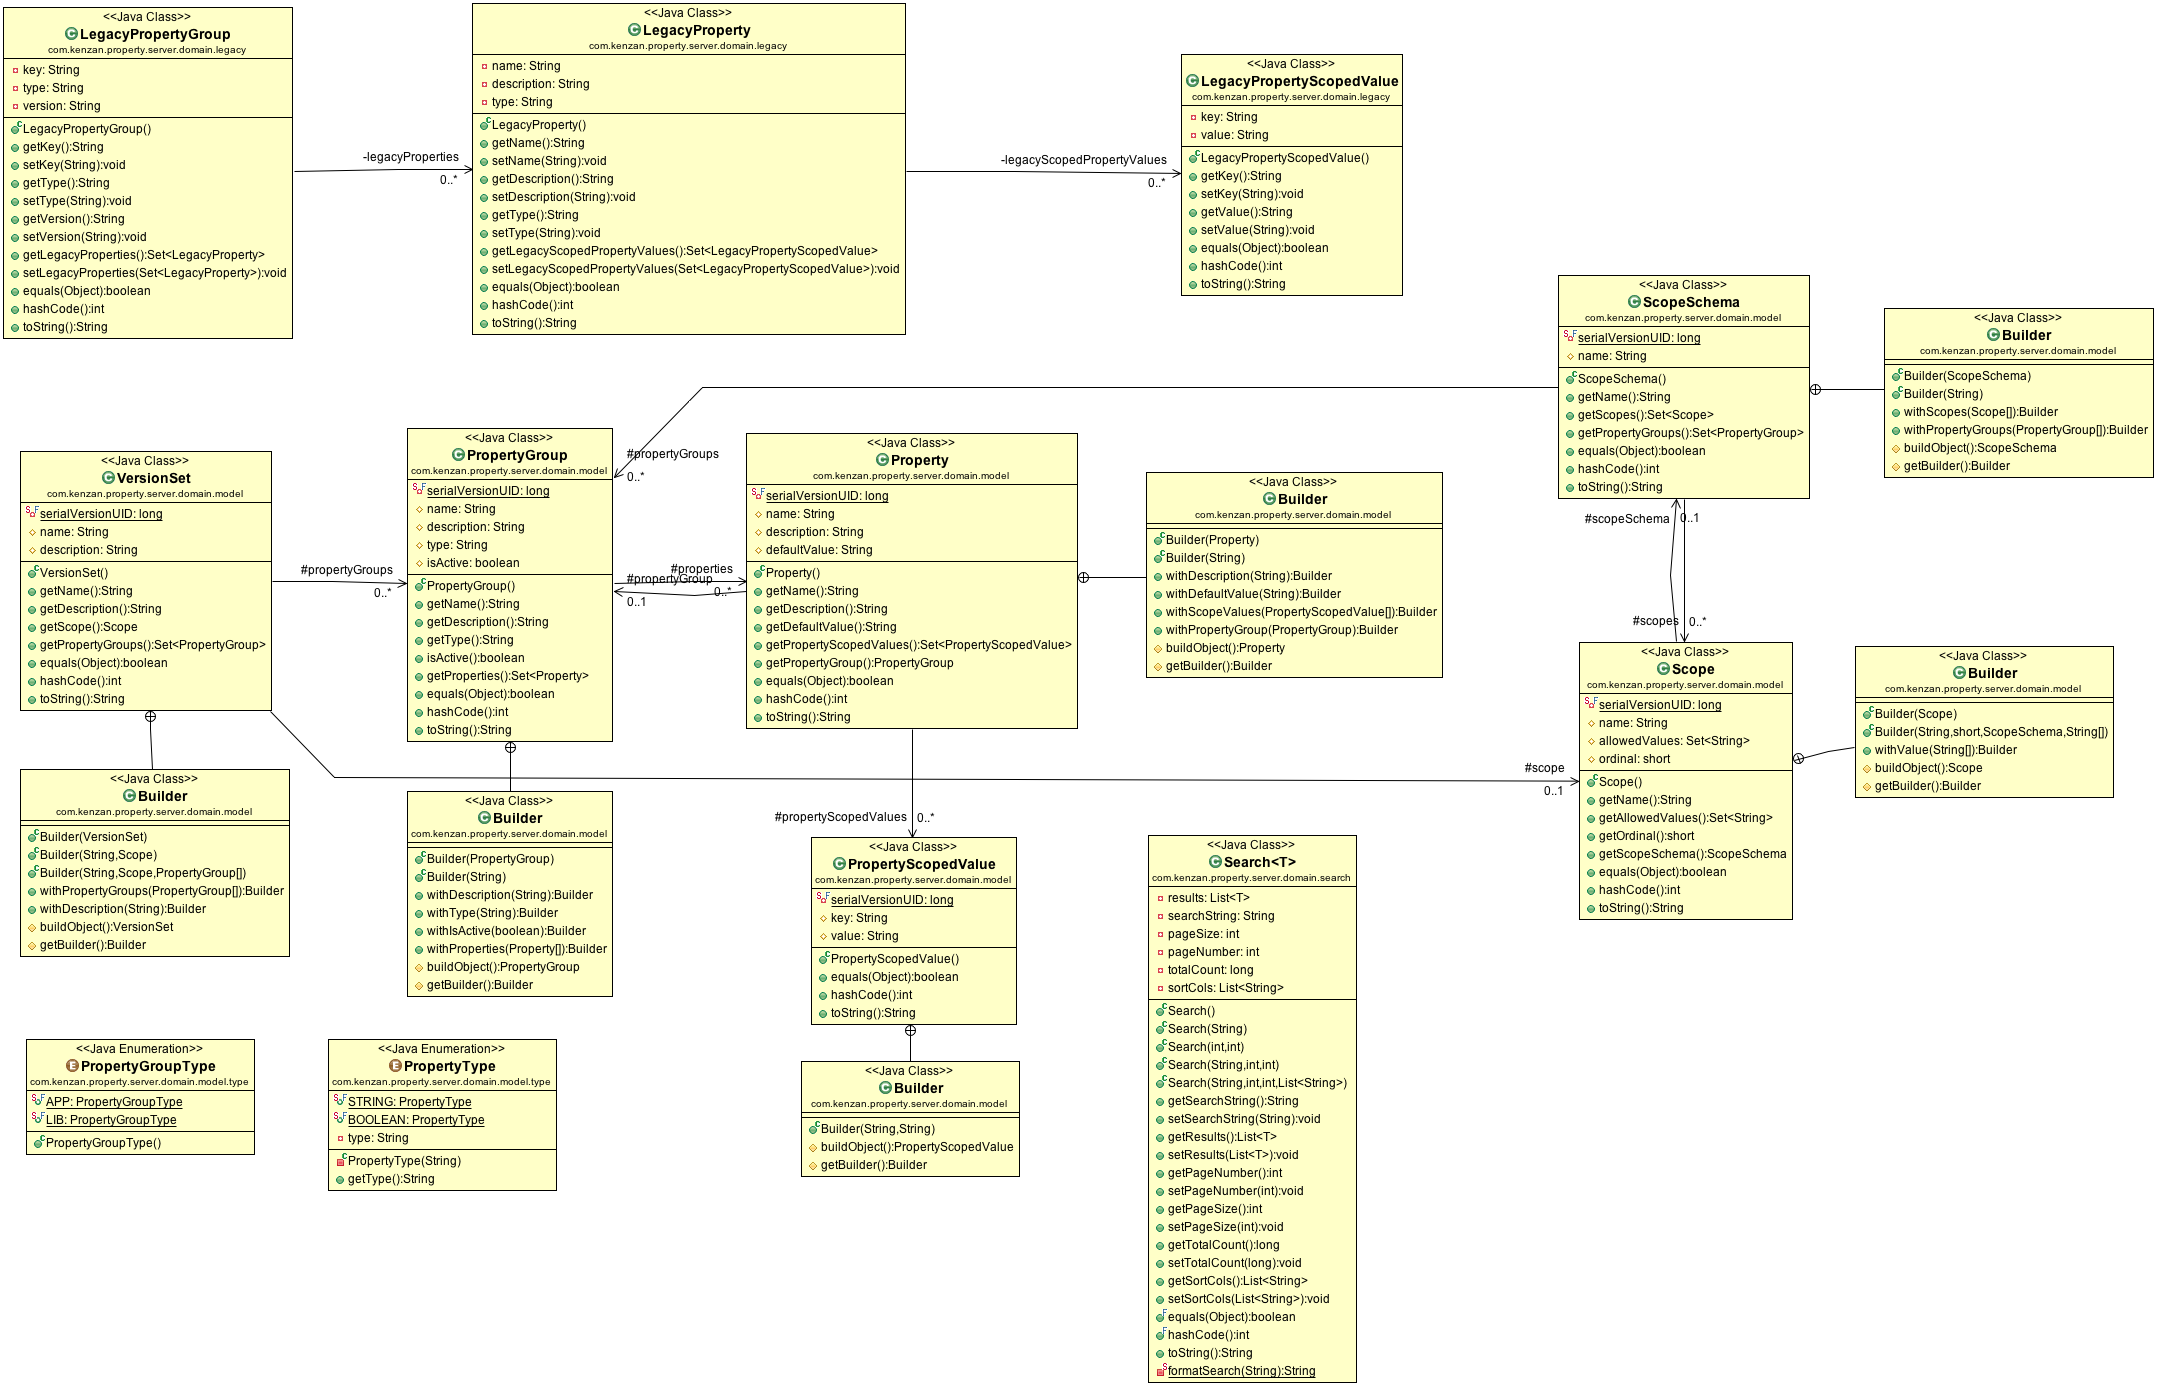 <<Java Class>>
LegacyPropertyGroup
com.kenzan.property.server.domain.legacy
key: String
type: String
version: String
LegacyPropertyGroup()
getKey():String
setKey(String):void
getType():String
setType(String):void
getVersion():String
setVersion(String):void
getLegacyProperties():Set<LegacyProperty>
setLegacyProperties(Set<LegacyProperty>):void
equals(Object):boolean
hashCode():int
toString():String
-legacyProperties
0..*
<<Java Class>>
LegacyProperty
com.kenzan.property.server.domain.legacy
name: String
description: String
type: String
LegacyProperty()
getName():String
setName(String):void
getDescription():String
setDescription(String):void
getType():String
setType(String):void
getLegacyScopedPropertyValues():Set<LegacyPropertyScopedValue>
setLegacyScopedPropertyValues(Set<LegacyPropertyScopedValue>):void
equals(Object):boolean
hashCode():int
toString():String
-legacyScopedPropertyValues
0..*
<<Java Class>>
LegacyPropertyScopedValue
com.kenzan.property.server.domain.legacy
key: String
value: String
LegacyPropertyScopedValue()
getKey():String
setKey(String):void
getValue():String
setValue(String):void
equals(Object):boolean
hashCode():int
toString():String
<<Java Class>>
ScopeSchema
com.kenzan.property.server.domain.model
serialVersionUID: long
name: String
ScopeSchema()
getName():String
getScopes():Set<Scope>
getPropertyGroups():Set<PropertyGroup>
equals(Object):boolean
hashCode():int
toString():String
<<Java Class>>
Builder
com.kenzan.property.server.domain.model
Builder(ScopeSchema)
Builder(String)
withScopes(Scope[]):Builder
withPropertyGroups(PropertyGroup[]):Builder
buildObject():ScopeSchema
getBuilder():Builder
<<Java Class>>
VersionSet
com.kenzan.property.server.domain.model
serialVersionUID: long
name: String
description: String
VersionSet()
getName():String
getDescription():String
getScope():Scope
getPropertyGroups():Set<PropertyGroup>
equals(Object):boolean
hashCode():int
toString():String
#propertyGroups
0..*
<<Java Class>>
PropertyGroup
com.kenzan.property.server.domain.model
serialVersionUID: long
name: String
description: String
type: String
isActive: boolean
PropertyGroup()
getName():String
getDescription():String
getType():String
isActive():boolean
getProperties():Set<Property>
equals(Object):boolean
hashCode():int
toString():String
#propertyGroups
0..*
#properties
#propertyGroup
0..*
0..1
<<Java Class>>
Property
com.kenzan.property.server.domain.model
serialVersionUID: long
name: String
description: String
defaultValue: String
Property()
getName():String
getDescription():String
getDefaultValue():String
getPropertyScopedValues():Set<PropertyScopedValue>
getPropertyGroup():PropertyGroup
equals(Object):boolean
hashCode():int
toString():String
<<Java Class>>
Builder
com.kenzan.property.server.domain.model
Builder(Property)
Builder(String)
withDescription(String):Builder
withDefaultValue(String):Builder
withScopeValues(PropertyScopedValue[]):Builder
withPropertyGroup(PropertyGroup):Builder
buildObject():Property
getBuilder():Builder
#scopeSchema
0..1
#scopes
0..*
<<Java Class>>
Scope
com.kenzan.property.server.domain.model
serialVersionUID: long
name: String
allowedValues: Set<String>
ordinal: short
Scope()
getName():String
getAllowedValues():Set<String>
getOrdinal():short
getScopeSchema():ScopeSchema
equals(Object):boolean
hashCode():int
toString():String
<<Java Class>>
Builder
com.kenzan.property.server.domain.model
Builder(Scope)
Builder(String,short,ScopeSchema,String[])
withValue(String[]):Builder
buildObject():Scope
getBuilder():Builder
#scope
0..1
<<Java Class>>
Builder
com.kenzan.property.server.domain.model
Builder(VersionSet)
Builder(String,Scope)
Builder(String,Scope,PropertyGroup[])
withPropertyGroups(PropertyGroup[]):Builder
withDescription(String):Builder
buildObject():VersionSet
getBuilder():Builder
<<Java Class>>
Builder
com.kenzan.property.server.domain.model
Builder(PropertyGroup)
Builder(String)
withDescription(String):Builder
withType(String):Builder
withIsActive(boolean):Builder
withProperties(Property[]):Builder
buildObject():PropertyGroup
getBuilder():Builder
#propertyScopedValues
0..*
<<Java Class>>
PropertyScopedValue
com.kenzan.property.server.domain.model
serialVersionUID: long
key: String
value: String
PropertyScopedValue()
equals(Object):boolean
hashCode():int
toString():String
<<Java Class>>
Search<T>
com.kenzan.property.server.domain.search
results: List<T>
searchString: String
pageSize: int
pageNumber: int
totalCount: long
sortCols: List<String>
Search()
Search(String)
Search(int,int)
Search(String,int,int)
Search(String,int,int,List<String>)
getSearchString():String
setSearchString(String):void
getResults():List<T>
setResults(List<T>):void
getPageNumber():int
setPageNumber(int):void
getPageSize():int
setPageSize(int):void
getTotalCount():long
setTotalCount(long):void
getSortCols():List<String>
setSortCols(List<String>):void
equals(Object):boolean
hashCode():int
toString():String
formatSearch(String):String
<<Java Enumeration>>
PropertyGroupType
com.kenzan.property.server.domain.model.type
APP: PropertyGroupType
LIB: PropertyGroupType
PropertyGroupType()
<<Java Enumeration>>
PropertyType
com.kenzan.property.server.domain.model.type
STRING: PropertyType
BOOLEAN: PropertyType
type: String
PropertyType(String)
getType():String
<<Java Class>>
Builder
com.kenzan.property.server.domain.model
Builder(String,String)
buildObject():PropertyScopedValue
getBuilder():Builder